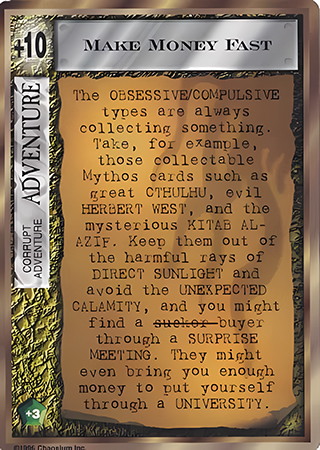 +10
MAKE MONEY FAST
ADVENTURE
CORRUPT
ADVENTURE
The OBSESSIVE/COMPULSIVE
types are always
collecting something.
Take, for example,
those collectable
Mythos cards such as
great CTHULHU, evil
HERBERT WEST, and the
mysterious KITAB AL-
AZIF. Keep them out of
the harmful rays of
DIRECT SUNLIGHT and
avoid the UNEXPECTED
CALAMITY, and you might
find a sucker buyer
through a SURPRISE
MEETING. They might
even bring you enough
money to put yourself
through a UNIVERSITY.
+3
©1996 Chaosium Inc.